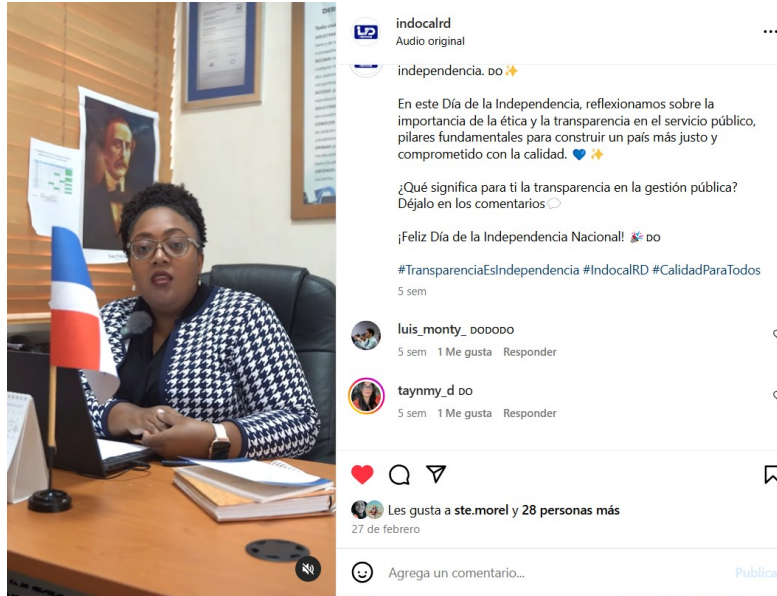 indocalrd
Audio original
independencia. DO✨
En este Día de la Independencia, reflexionamos sobre la
importancia de la ética y la transparencia en el servicio público,
pilares fundamentales para construir un país más justo y
comprometido con la calidad. 💙 ✨
¿Qué significa para ti la transparencia en la gestión pública?
Déjalo en los comentarios💬
¡Feliz Día de la Independencia Nacional! 🎉 DO
#TransparenciaEsIndependencia #IndocalRD #CalidadParaTodos
5 sem
luis_monty_ DODODO
5 sem 1 Me gusta Responder
taynmy_d DO
5 sem 1 Me gusta Responder
Les gusta a ste.morel y 28 personas más
27 de febrero
Agrega un comentario...
Publica